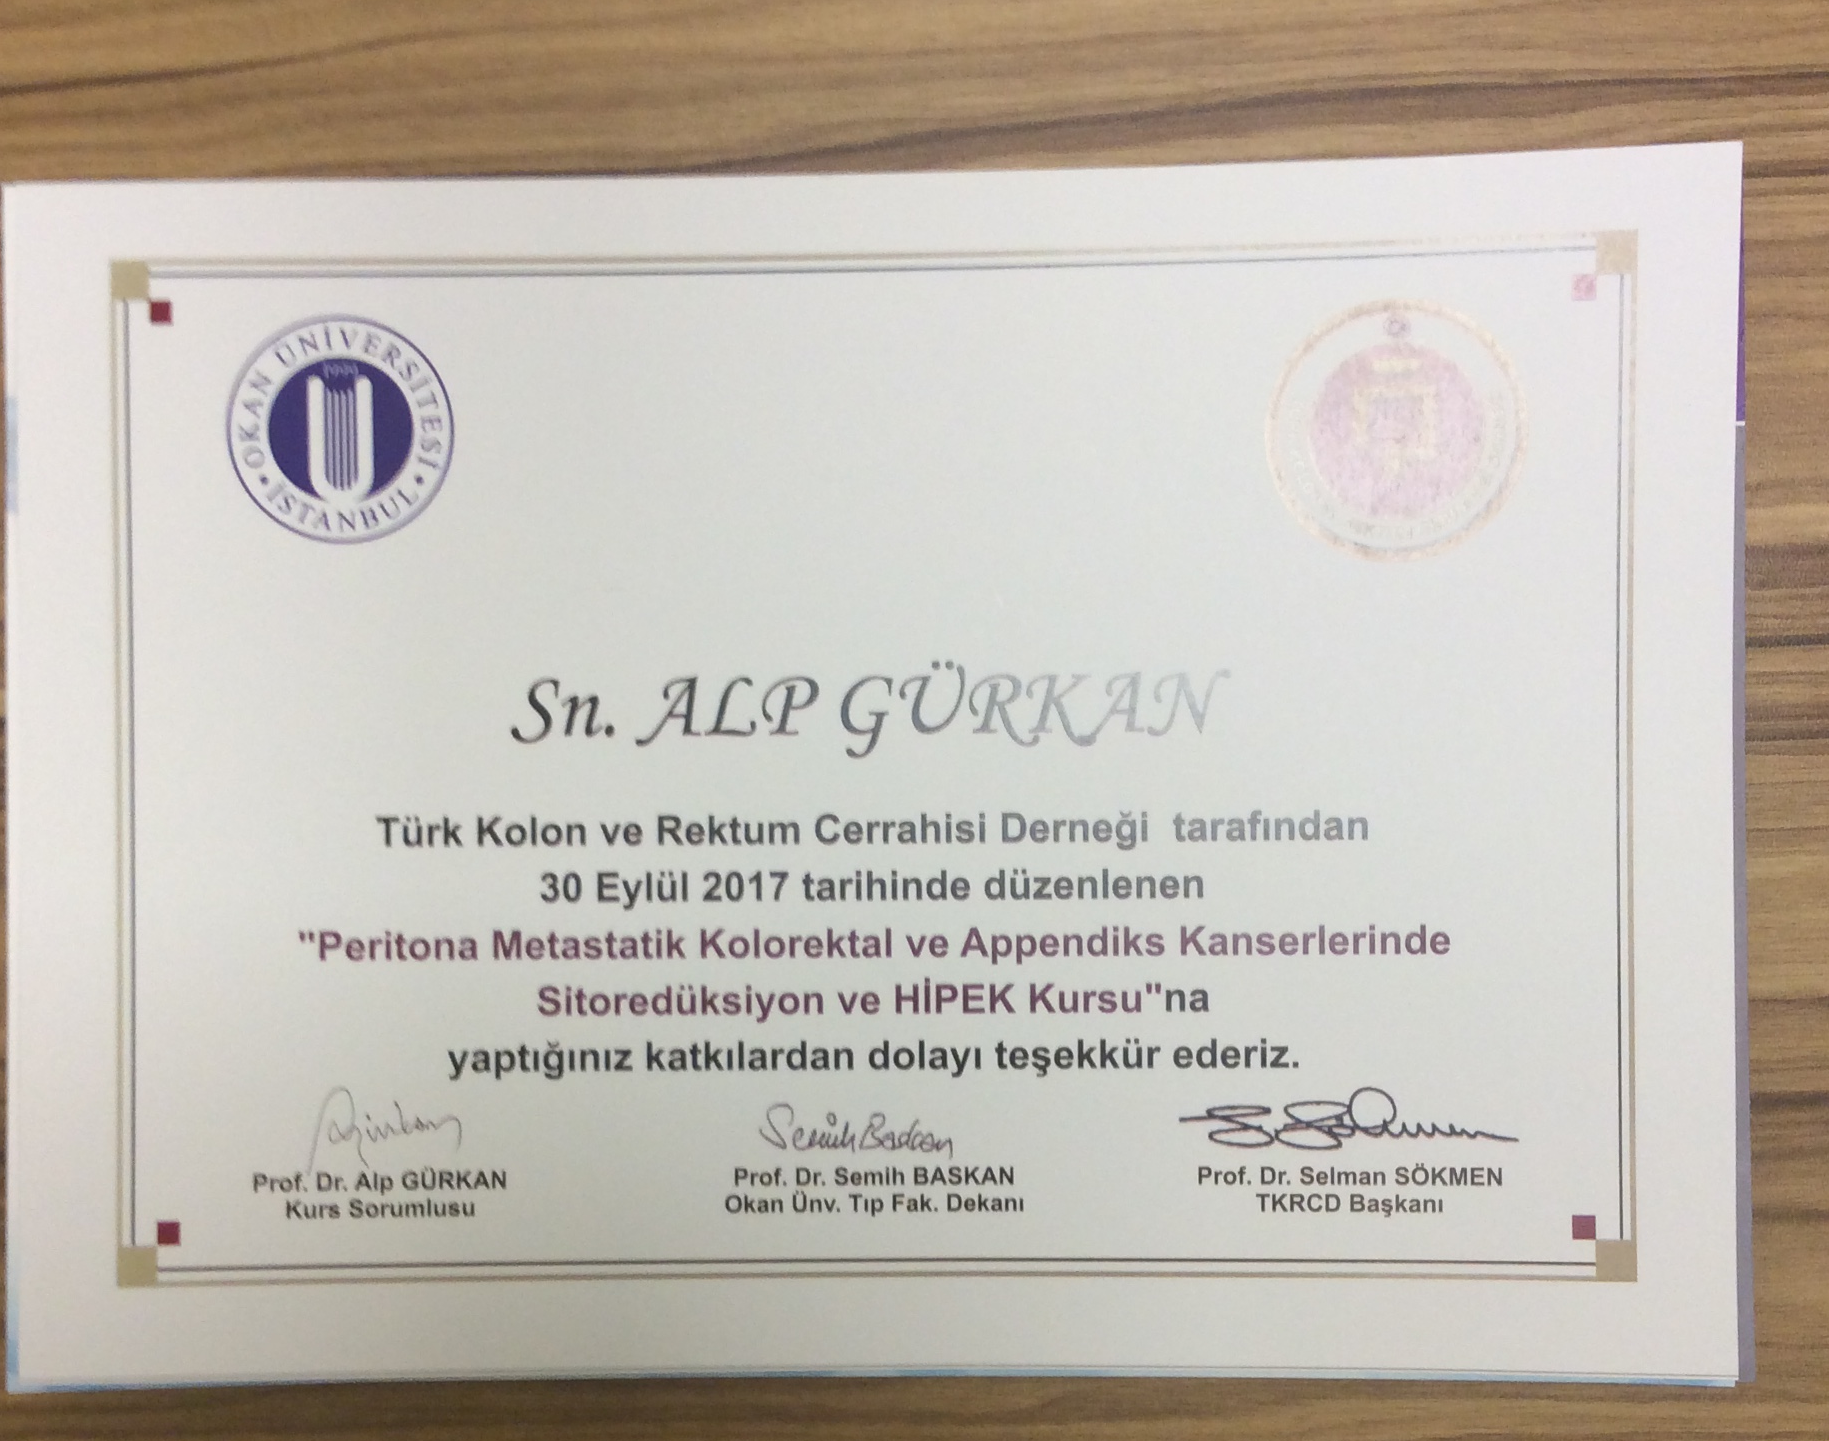 OKAN ÜNİVERSİTESİ
1999
• İSTANBUL •
Sn. ALP GÜRKAN
Türk Kolon ve Rektum Cerrahisi Derneği tarafından
30 Eylül 2017 tarihinde düzenlenen
"Peritona Metastatik Kolorektal ve Appendiks Kanserlerinde
Sitoredüksiyon ve HİPEK Kursu"na
yaptığınız katkılardan dolayı teşekkür ederiz.
Semih Baskan
Prof. Dr. Alp GÜRKAN Prof. Dr. Semih BASKAN Prof. Dr. Selman SÖKMEN
Kurs Sorumlusu Okan Ünv. Tıp Fak. Dekanı TKRCD Başkanı